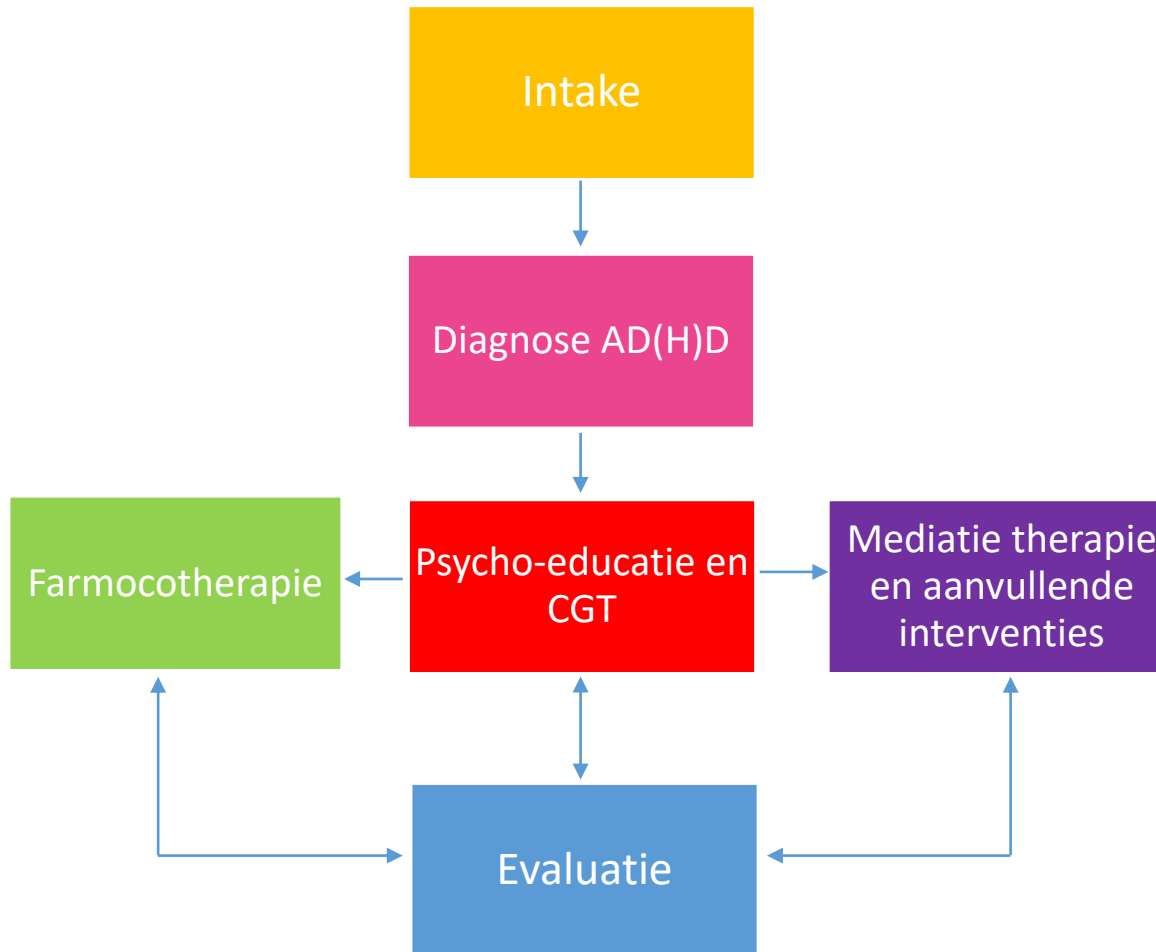 Intake
Diagnose AD(H)D
Farmocotherapie
Psycho-educatie en
CGT
Mediatie therapie
en aanvullende
interventies
Evaluatie